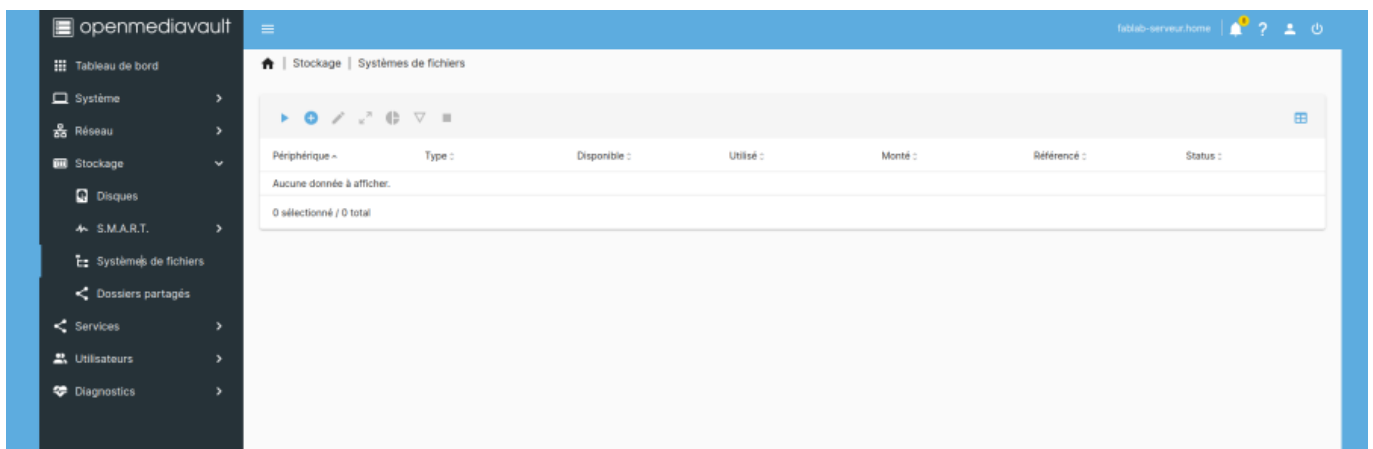 openmediavault
fablab-serveur.home
Tableau de bord
Système
Réseau
Stockage
Disques
S.M.A.R.T.
Systèmes de fichiers
Dossiers partagés
Services
Utilisateurs
Diagnostics
Stockage | Systèmes de fichiers
Périphérique Type Disponible Utilisé Monté Référencé Status
Aucune donnée à afficher.
0 sélectionné / 0 total